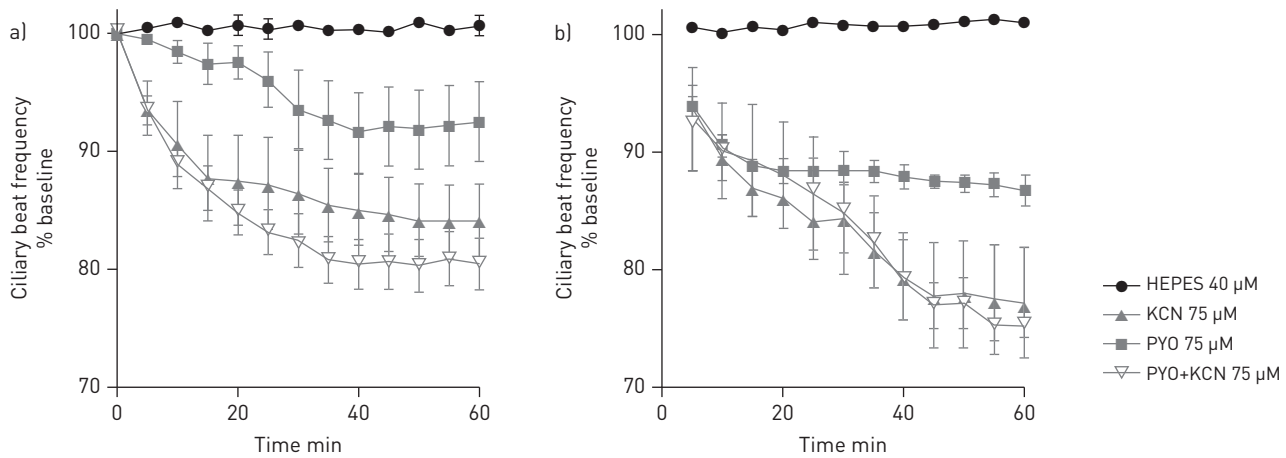 a)
Ciliary beat frequency
% baseline
100
90
80
70
0
20
40
60
Time min
b)
Ciliary beat frequency
% baseline
100
90
80
70
0
20
40
60
Time min
HEPES 40 µM
KCN 75 µM
PYO 75 µM
PYO+KCN 75 µM